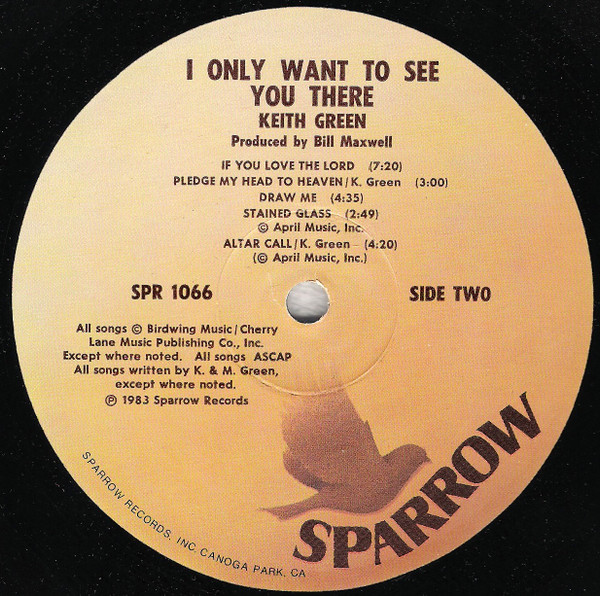 I ONLY WANT TO SEE
YOU THERE
KEITH GREEN
Produced by Bill Maxwell
IF YOU LOVE THE LORD (7:20)
PLEDGE MY HEAD TO HEAVEN/K. Green (3:00)
DRAW ME (4:35)
STAINED GLASS (2:49)
© April Music, Inc.
ALTAR CALL/K. Green (4:20)
(© April Music, Inc.)
SPR 1066
SIDE TWO
All songs © Birdwing Music/Cherry
Lane Music Publishing Co., Inc.
Except where noted. All songs ASCAP
All songs written by K. & M. Green,
except where noted.
℗ 1983 Sparrow Records
SPARROW RECORDS, INC CANOGA PARK, CA
SPARROW